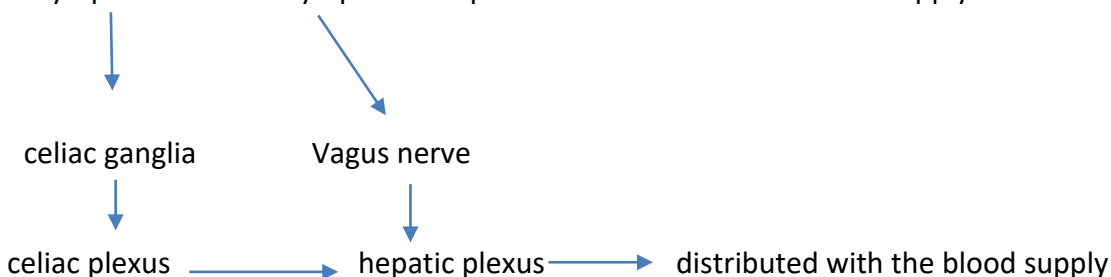 celiac ganglia Vagus nerve
celiac plexus hepatic plexus distributed with the blood supply